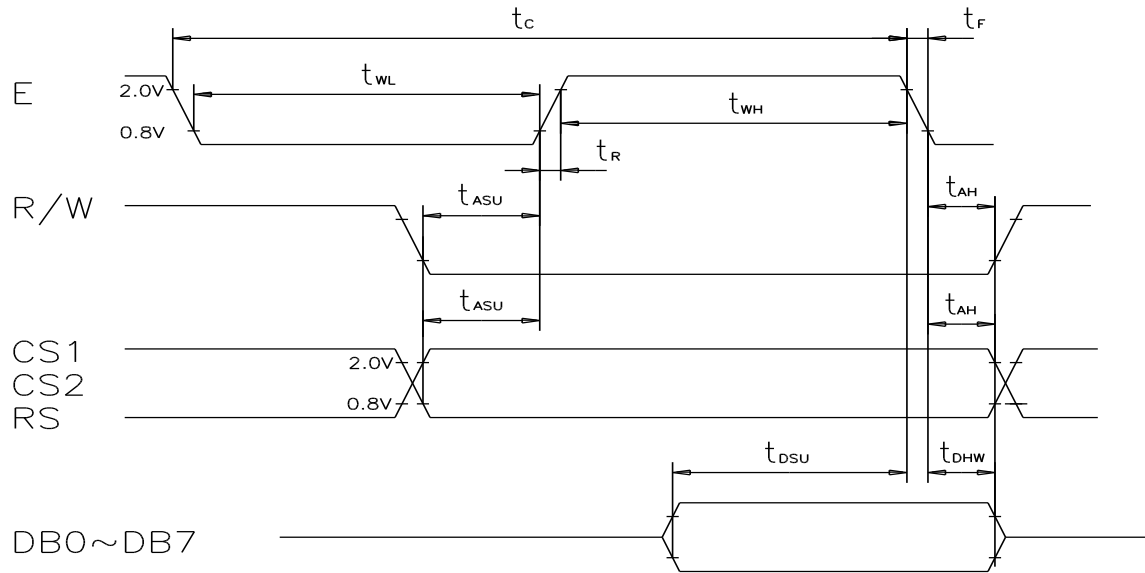 tC
tF
tWL
E
2.0V
tWH
0.8V
tR
tASU
tAH
R/W
tASU
tAH
CS1
2.0V
CS2
0.8V
RS
tDSU
tDHW
DB0~DB7